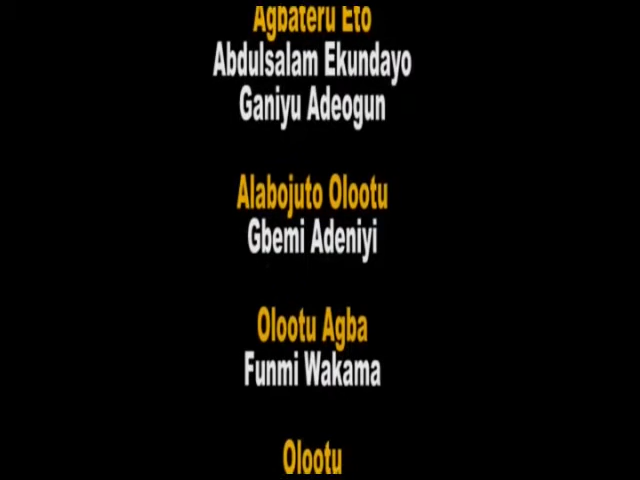 Agbateru Eto
Abdulsalam Ekundayo
Ganiyu Adeogun
Alabojuto Olootu
Gbemi Adeniyi
Olootu Agba
Funmi Wakama
Olootu